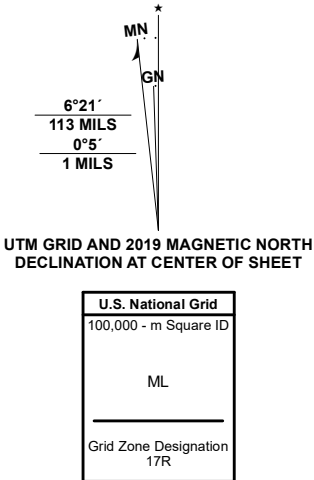 ★
MN
GN
6°21´
113 MILS
0°5´
1 MILS
UTM GRID AND 2019 MAGNETIC NORTH
DECLINATION AT CENTER OF SHEET
U.S. National Grid
100,000 - m Square ID
ML
Grid Zone Designation
17R